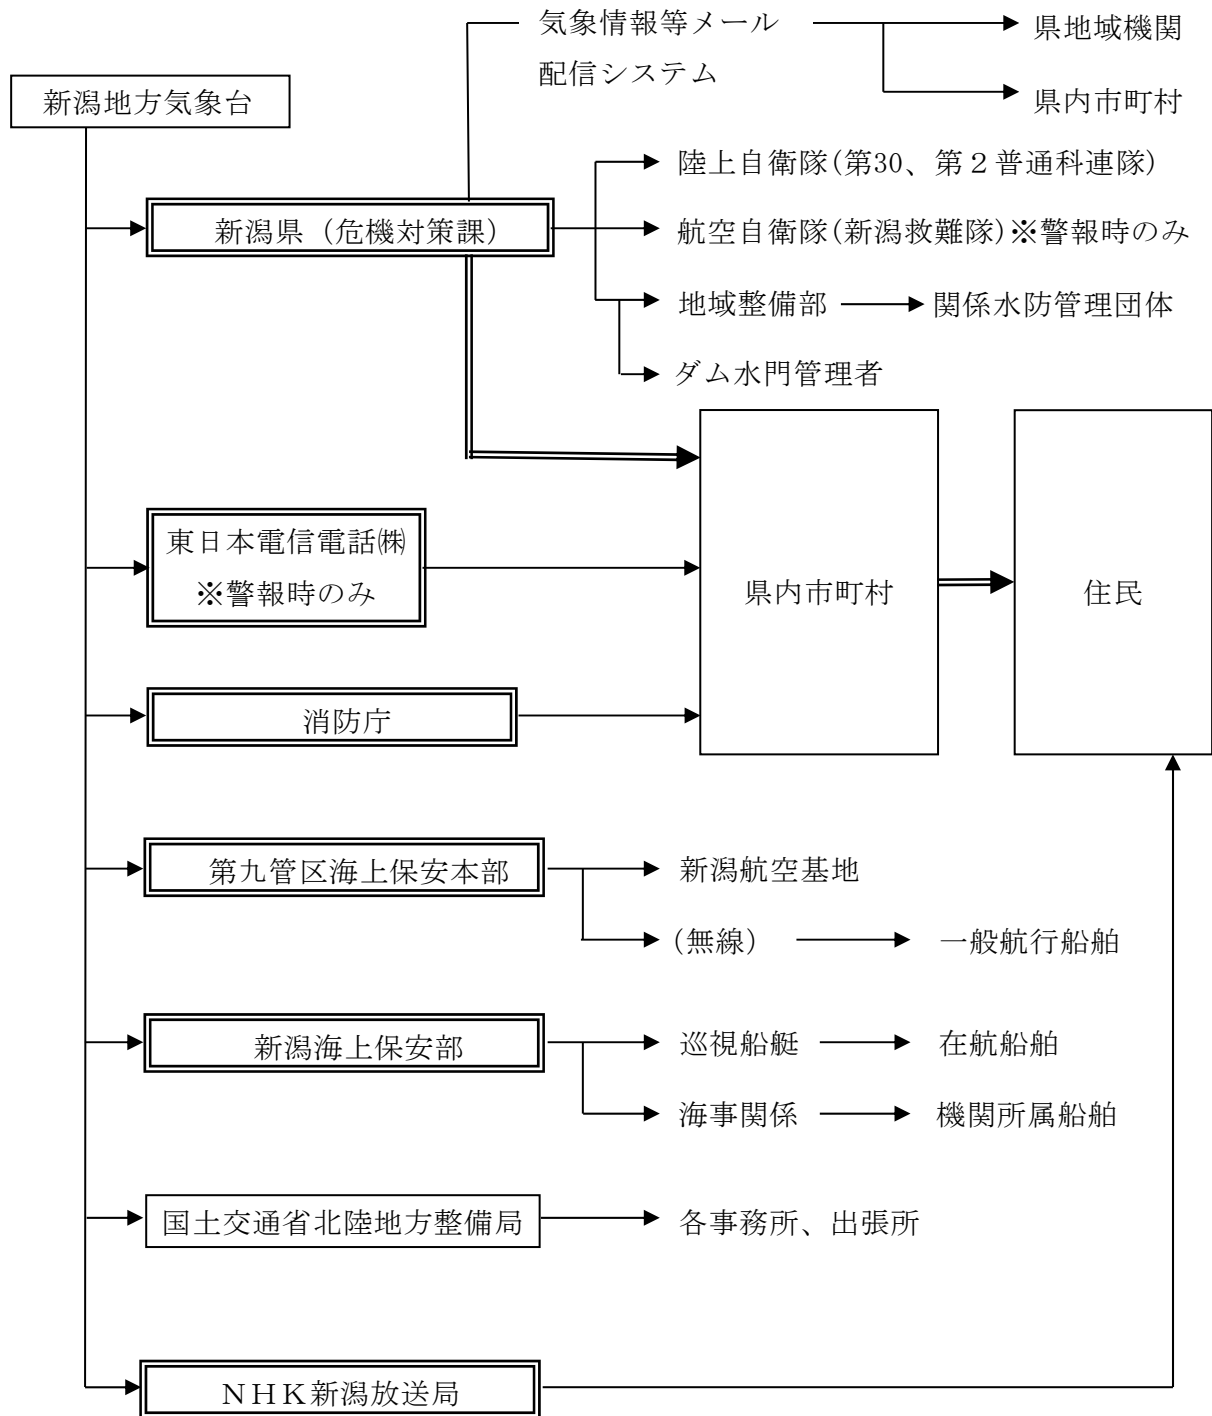 気象情報等メール
配信システム
県地域機関
県内市町村
新潟地方気象台
陸上自衛隊(第30、第２普通科連隊)
新潟県（危機対策課）
航空自衛隊(新潟救難隊)※警報時のみ
地域整備部
関係水防管理団体
ダム水門管理者
東日本電信電話㈱
※警報時のみ
県内市町村
住民
消防庁
第九管区海上保安本部
新潟航空基地
(無線）
一般航行船舶
新潟海上保安部
巡視船艇
在航船舶
海事関係
機関所属船舶
国土交通省北陸地方整備局
各事務所、出張所
ＮＨＫ新潟放送局